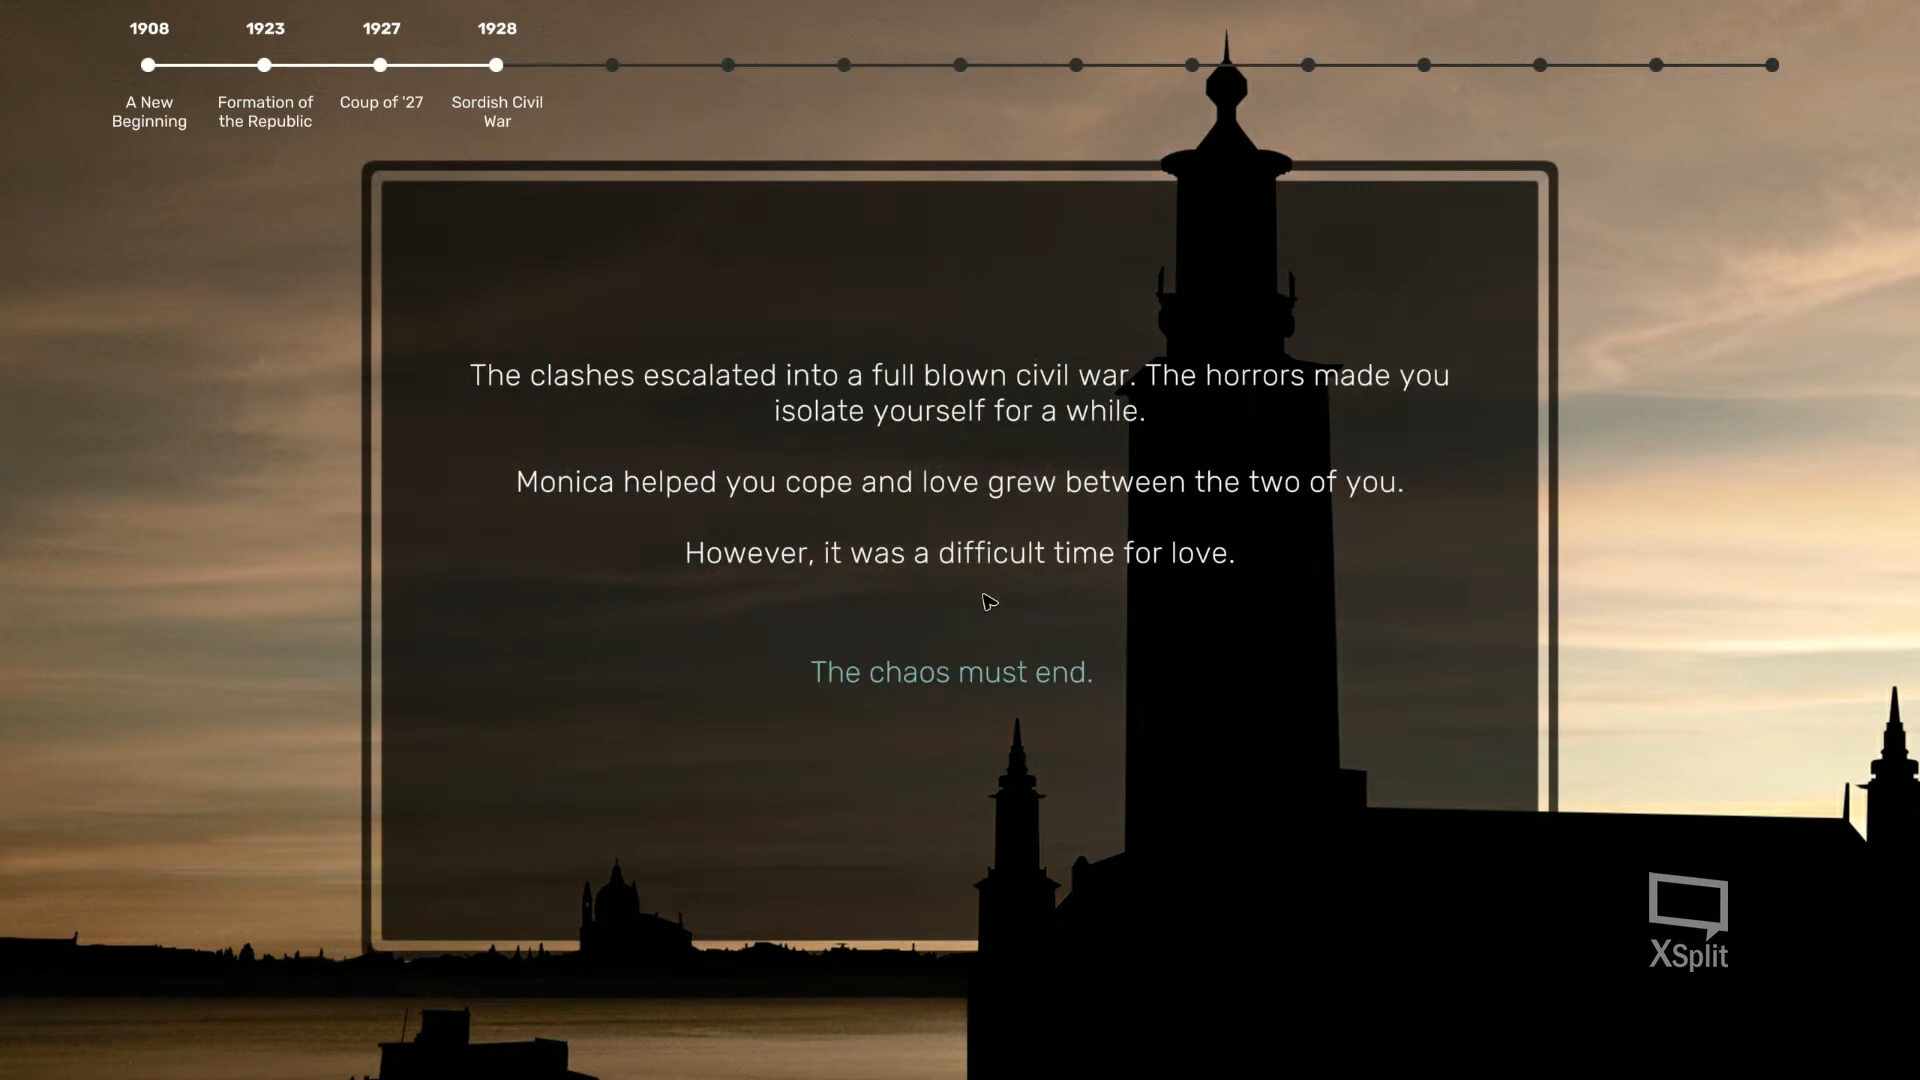 1908
1923
1927
1928
A New
Beginning
Formation of
the Republic
Coup of '27
Sordish Civil
War
The clashes escalated into a full blown civil war. The horrors made you
isolate yourself for a while.
Monica helped you cope and love grew between the two of you.
However, it was a difficult time for love.
The chaos must end.
XSplit